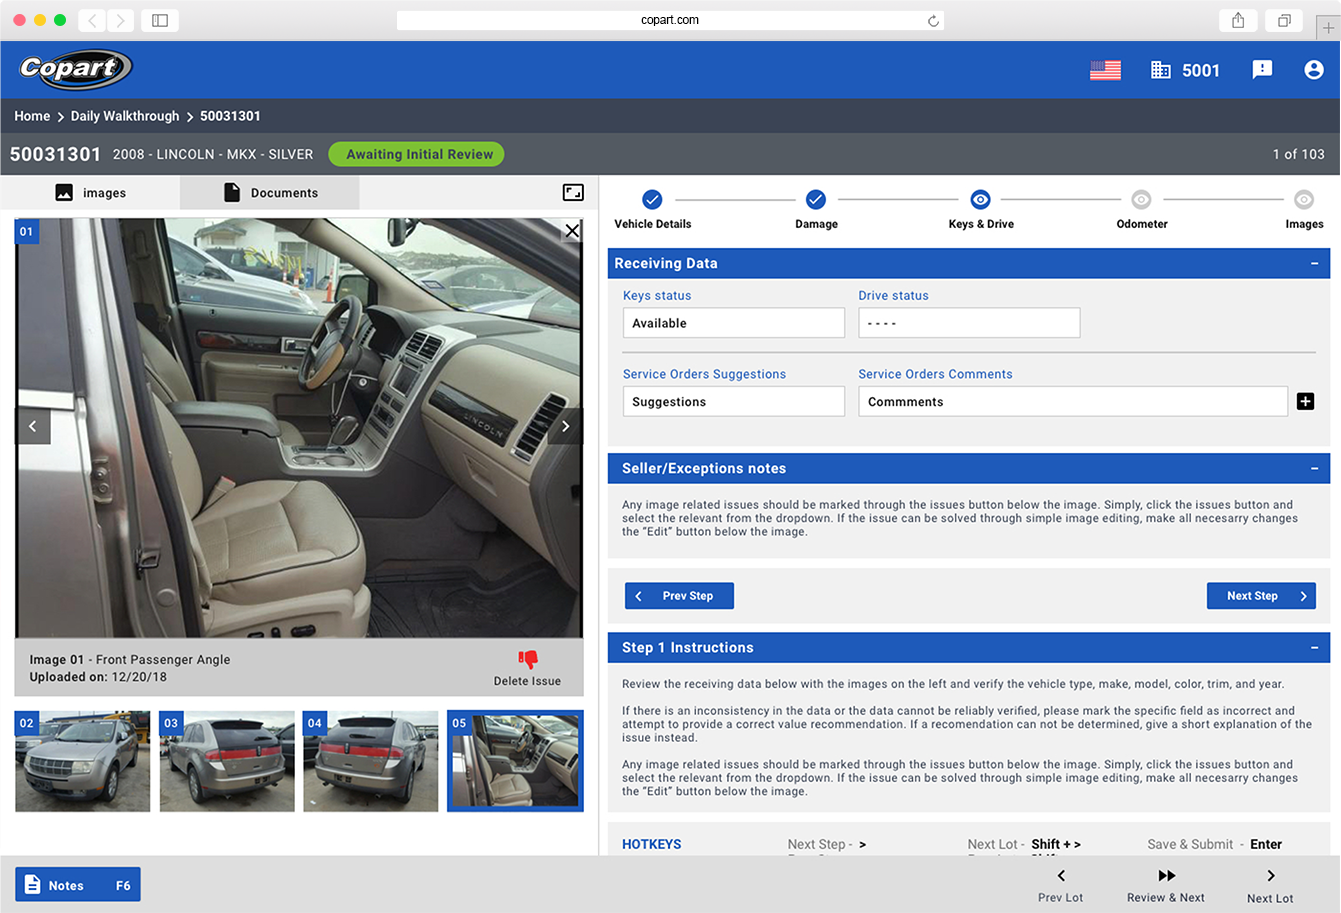 copart.com
Copart
5001
Home > Daily Walkthrough > 50031301
50031301 2008 - LINCOLN - MKX - SILVER Awaiting Initial Review 1 of 103
images Documents
Vehicle Details Damage Keys & Drive Odometer Images
01
LINCOLN
Image 01 - Front Passenger Angle
Uploaded on: 12/20/18
Delete Issue
02 03 04 05
Receiving Data –
Keys status Drive status
Available - - - -
Service Orders Suggestions Service Orders Comments
Suggestions Commments
Seller/Exceptions notes –
Any image related issues should be marked through the issues button below the image. Simply, click the issues button and
select the relevant from the dropdown. If the issue can be solved through simple image editing, make all necesarry changes
the “Edit” button below the image.
Prev Step Next Step
Step 1 Instructions –
Review the receiving data below with the images on the left and verify the vehicle type, make, model, color, trim, and year.
If there is an inconsistency in the data or the data cannot be reliably verified, please mark the specific field as incorrect and
attempt to provide a correct value recommendation. If a recomendation can not be determined, give a short explanation of the
issue instead.
Any image related issues should be marked through the issues button below the image. Simply, click the issues button and
select the relevant from the dropdown. If the issue can be solved through simple image editing, make all necesarry changes
the “Edit” button below the image.
HOTKEYS Next Step - > Next Lot - Shift + > Save & Submit - Enter
Notes F6
Prev Lot Review & Next Next Lot